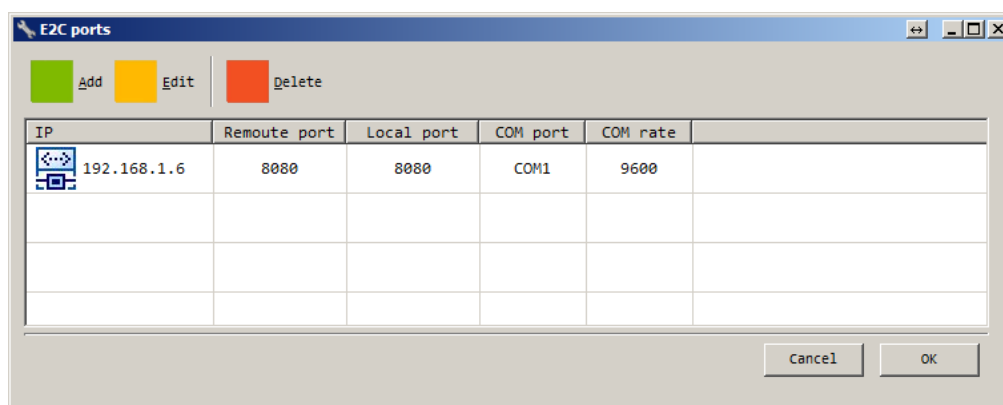 E2C ports
Add Edit Delete
IP Remoute port Local port COM port COM rate
192.168.1.6 8080 8080 COM1 9600
Cancel OK